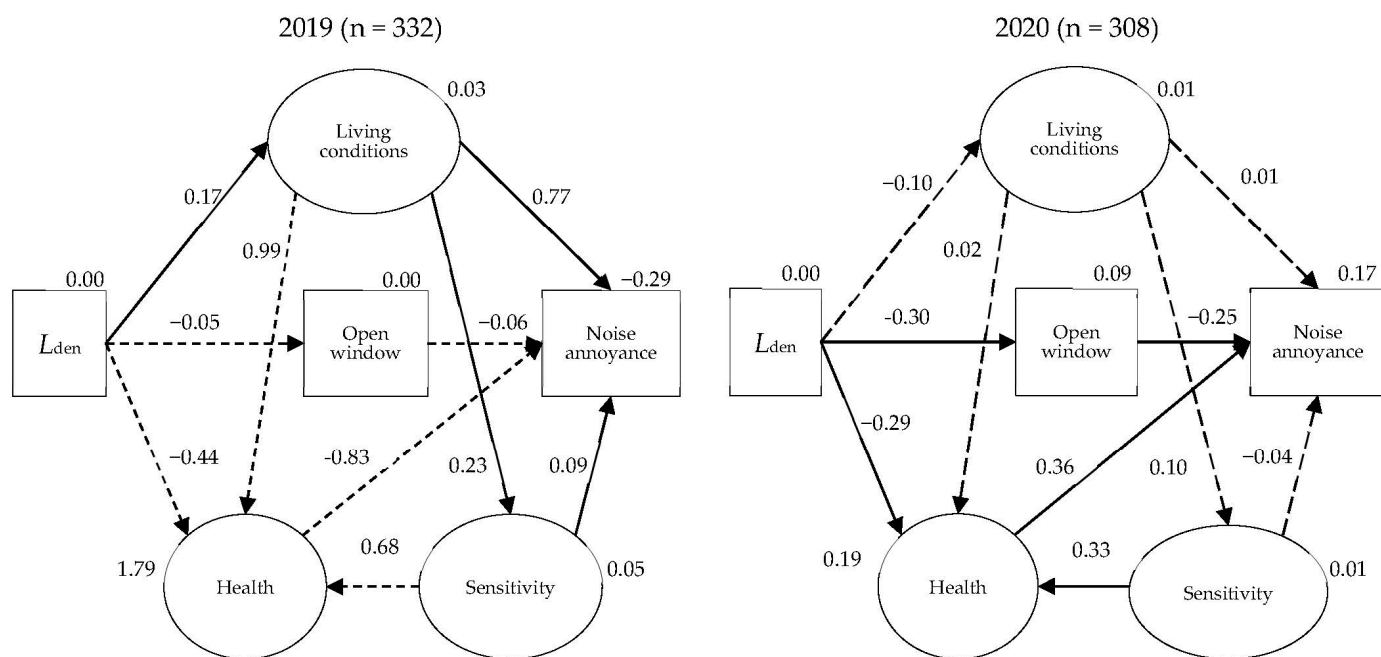 2019 (n = 332)
0.03
Living
conditions
0.17
0.77
0.99
0.00
0.00
−0.29
Lden
−0.05
Open
window
−0.06
Noise
annoyance
−0.44
-0.83
0.23
0.09
0.68
1.79
Health
Sensitivity
0.05
2020 (n = 308)
0.01
Living
conditions
−0.10
0.01
0.02
0.00
0.09
0.17
Lden
-0.30
Open
window
−0.25
Noise
annoyance
−0.29
0.36
0.10
−0.04
0.33
0.19
Health
Sensitivity
0.01